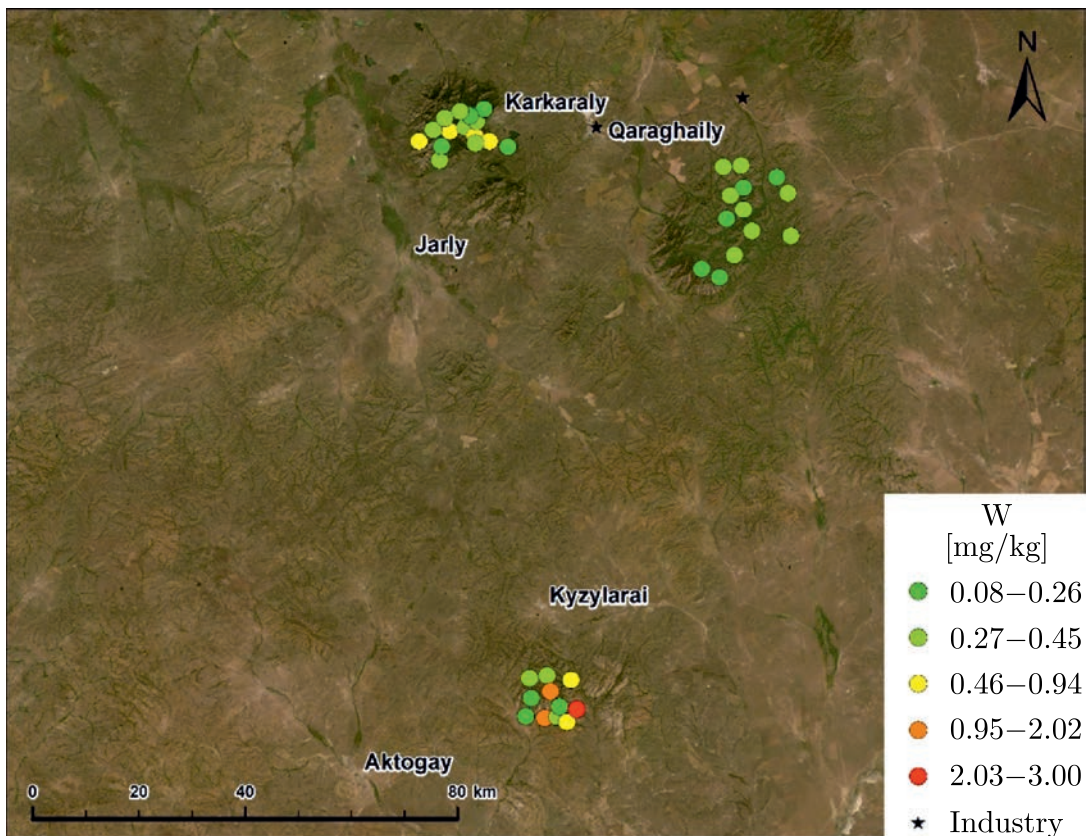 N
Karkaraly
Qaraghaily
Jarly
Kyzylarai
Aktogay
0 20 40 80 km
W
[mg/kg]
0.08–0.26
0.27–0.45
0.46–0.94
0.95–2.02
2.03–3.00
Industry